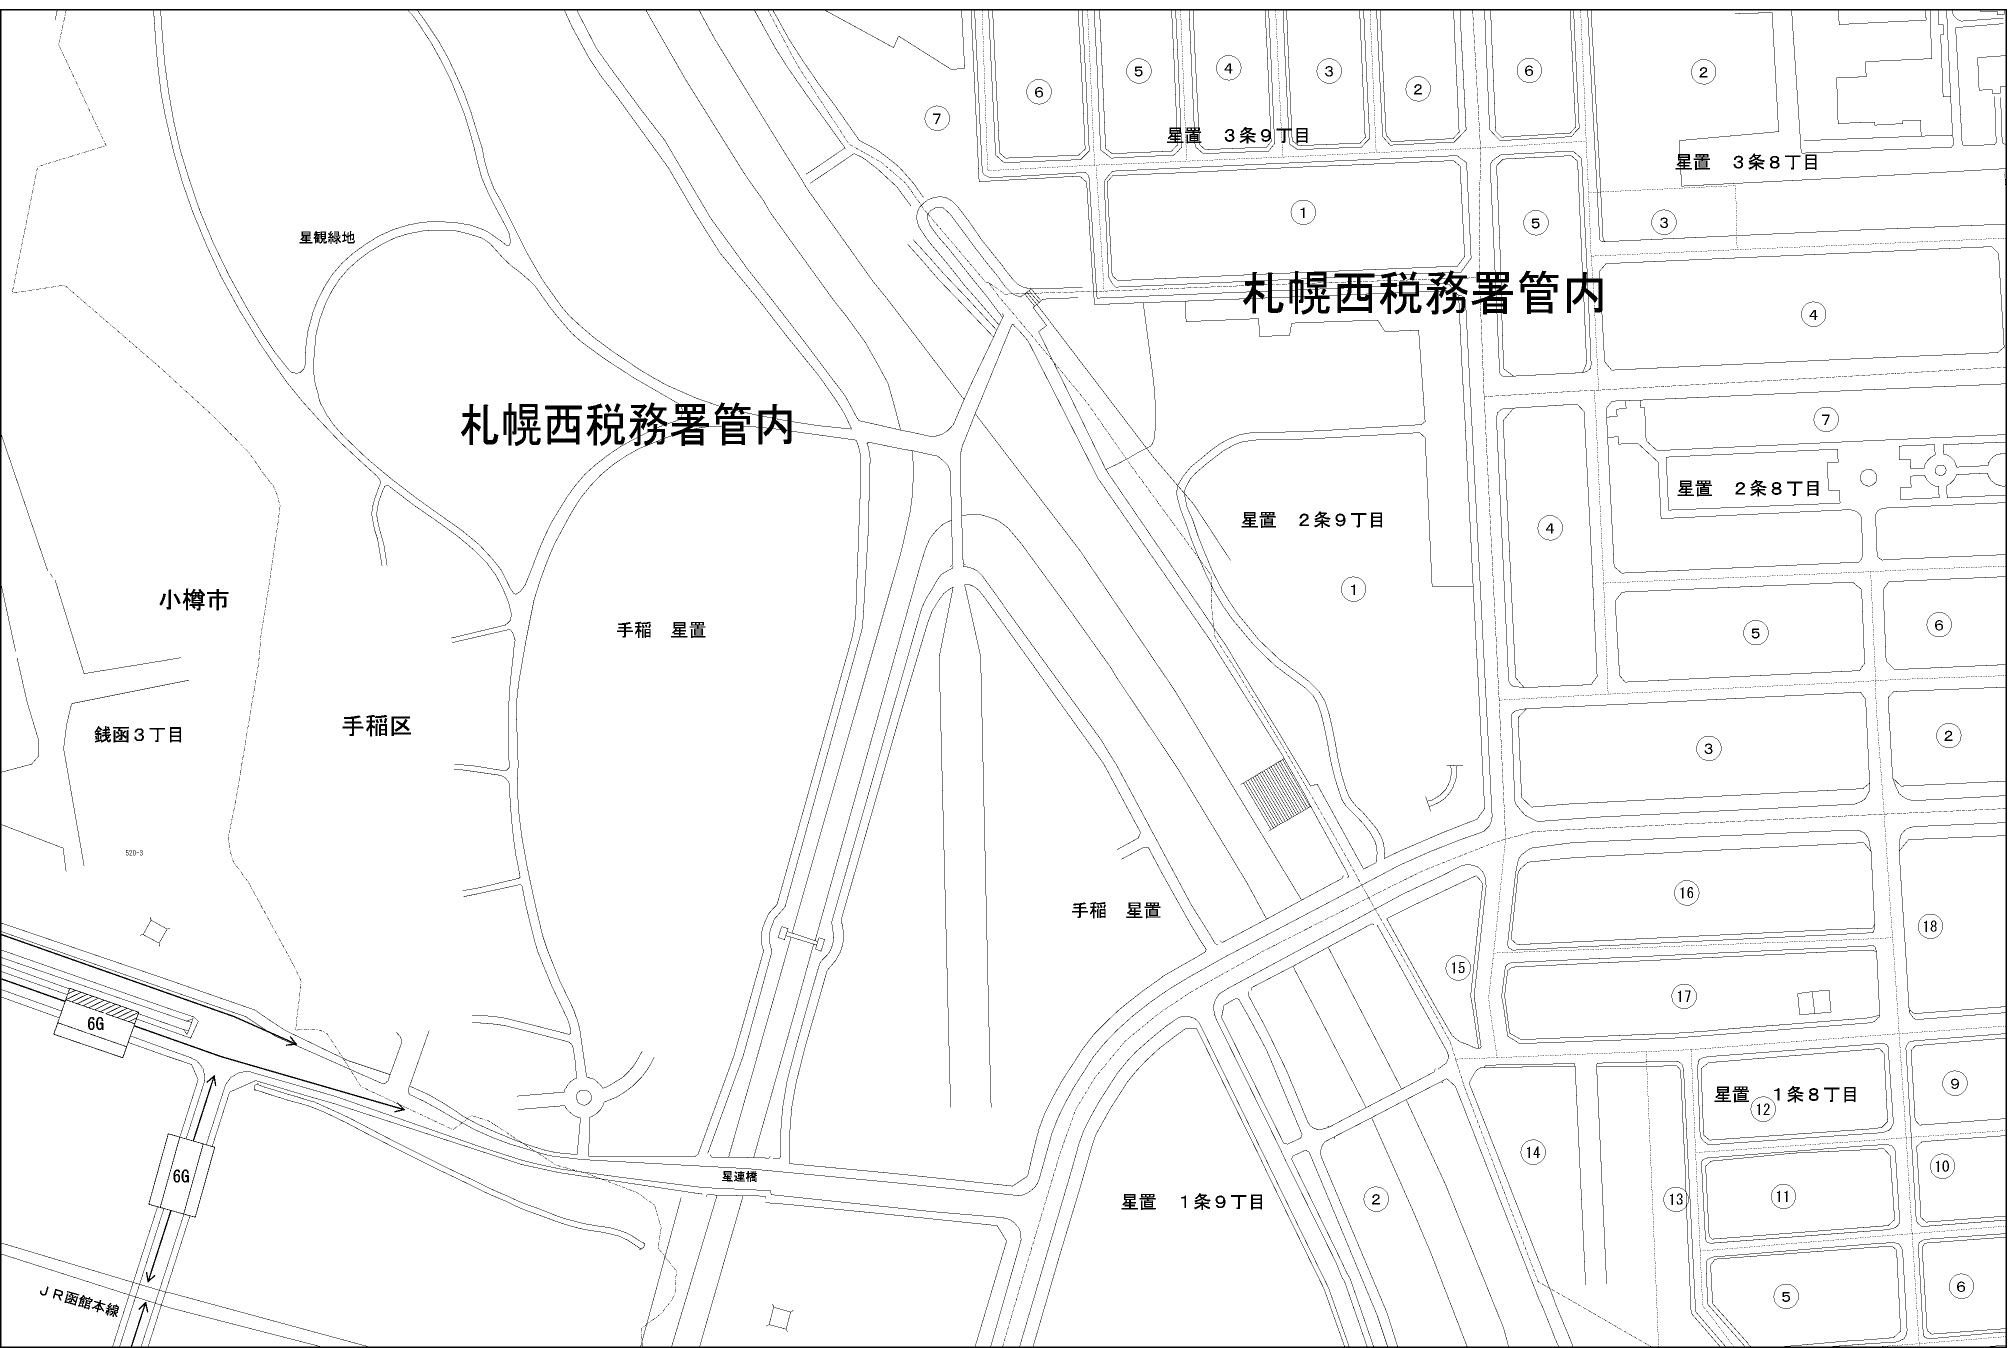 6
5
4
3
2
6
2
7
星置　３条９丁目
星置　３条８丁目
1
5
3
星観緑地
札幌西税務署管内
4
札幌西税務署管内
7
星置　２条８丁目
星置　２条９丁目
4
1
小樽市
手稲　星置
5
6
手稲区
銭函３丁目
3
2
520-3
16
手稲　星置
18
15
17
6G
星置　１条８丁目
12
9
14
10
6G
星連橋
11
13
2
星置　１条９丁目
5
6
ＪＲ函館本線